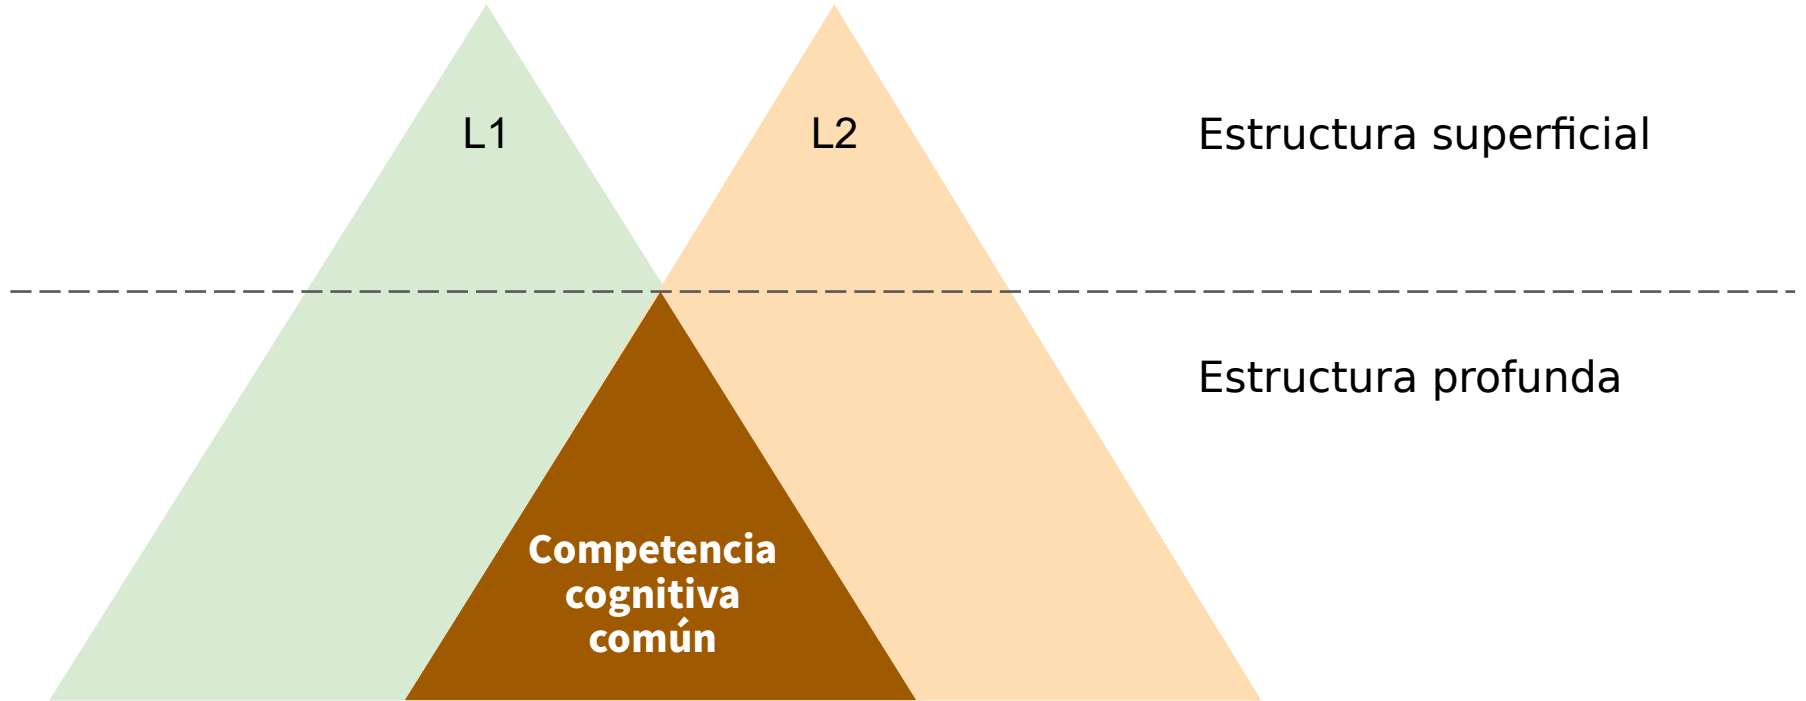 L1
L2
Estructura superficial
Estructura profunda
Competencia
cognitiva
común